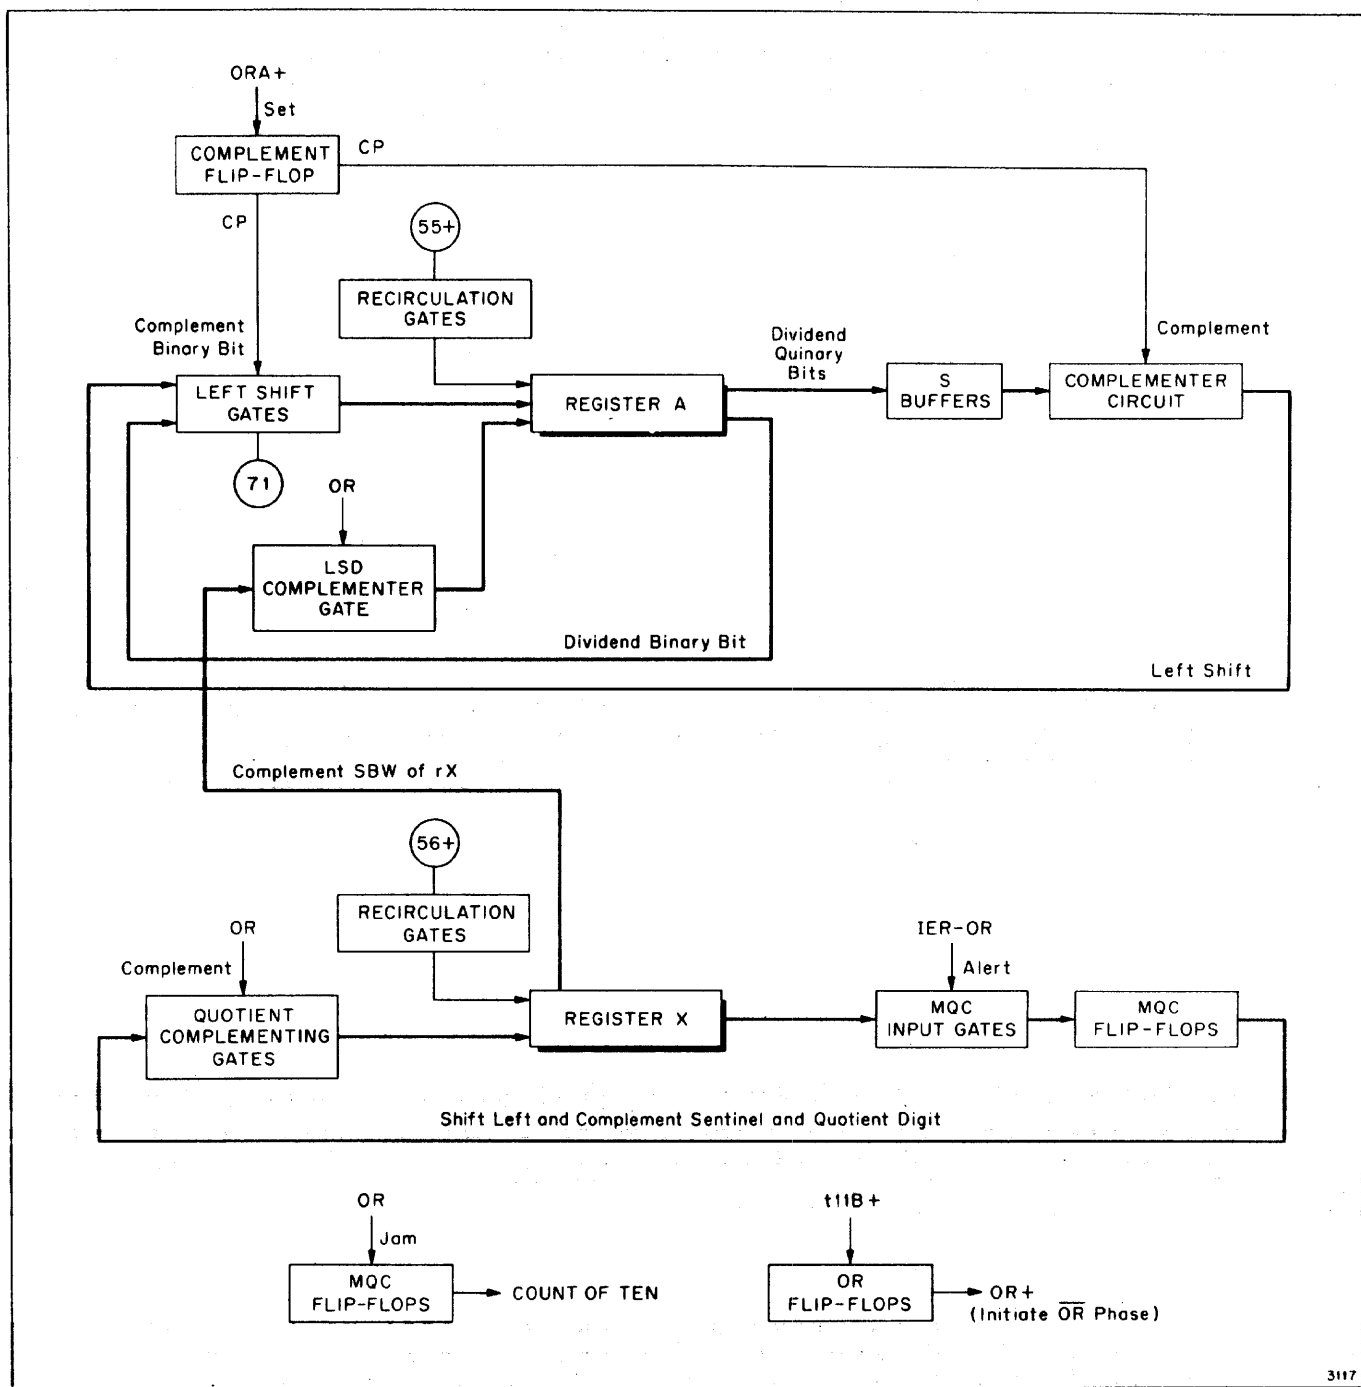 ORA+
Set
COMPLEMENT
FLIP-FLOP
CP
CP
55+
RECIRCULATION
GATES
Complement
Binary Bit
Dividend
Quinary
Bits
Complement
LEFT SHIFT
GATES
REGISTER A
S
BUFFERS
COMPLEMENTER
CIRCUIT
71
OR
LSD
COMPLEMENTER
GATE
Dividend Binary Bit
Left Shift
Complement SBW of rX
56+
RECIRCULATION
GATES
OR
Complement
IER-OR
Alert
QUOTIENT
COMPLEMENTING
GATES
REGISTER X
MQC
INPUT GATES
MQC
FLIP-FLOPS
Shift Left and Complement Sentinel and Quotient Digit
OR
Jam
MQC
FLIP-FLOPS
COUNT OF TEN
t11B+
OR
FLIP-FLOPS
OR+
(Initiate O̅R̅ Phase)
3117